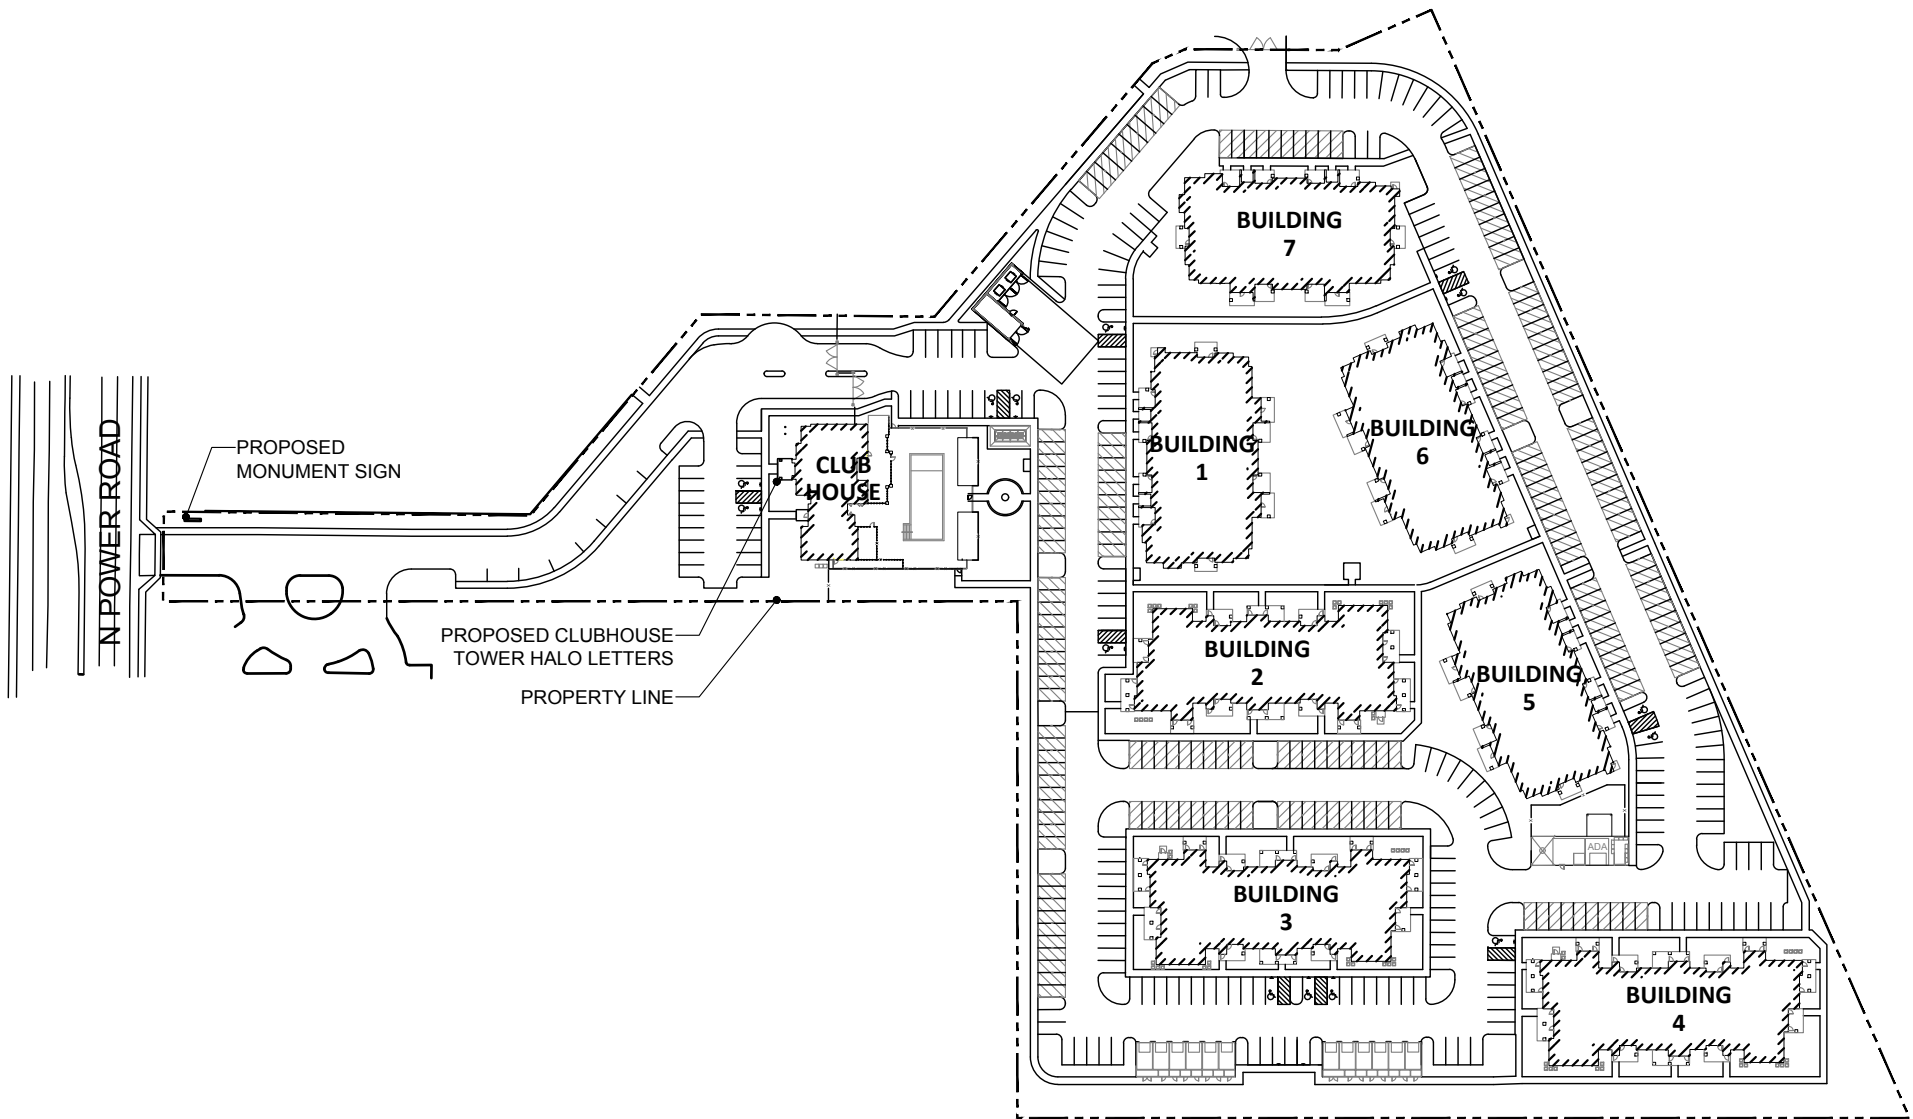 BUILDING
7
PROPOSED
MONUMENT SIGN
N POWER ROAD
CLUB
HOUSE
BUILDING
1
BUILDING
6
PROPOSED CLUBHOUSE
TOWER HALO LETTERS
PROPERTY LINE
BUILDING
2
BUILDING
5
ADA
BUILDING
3
BUILDING
4